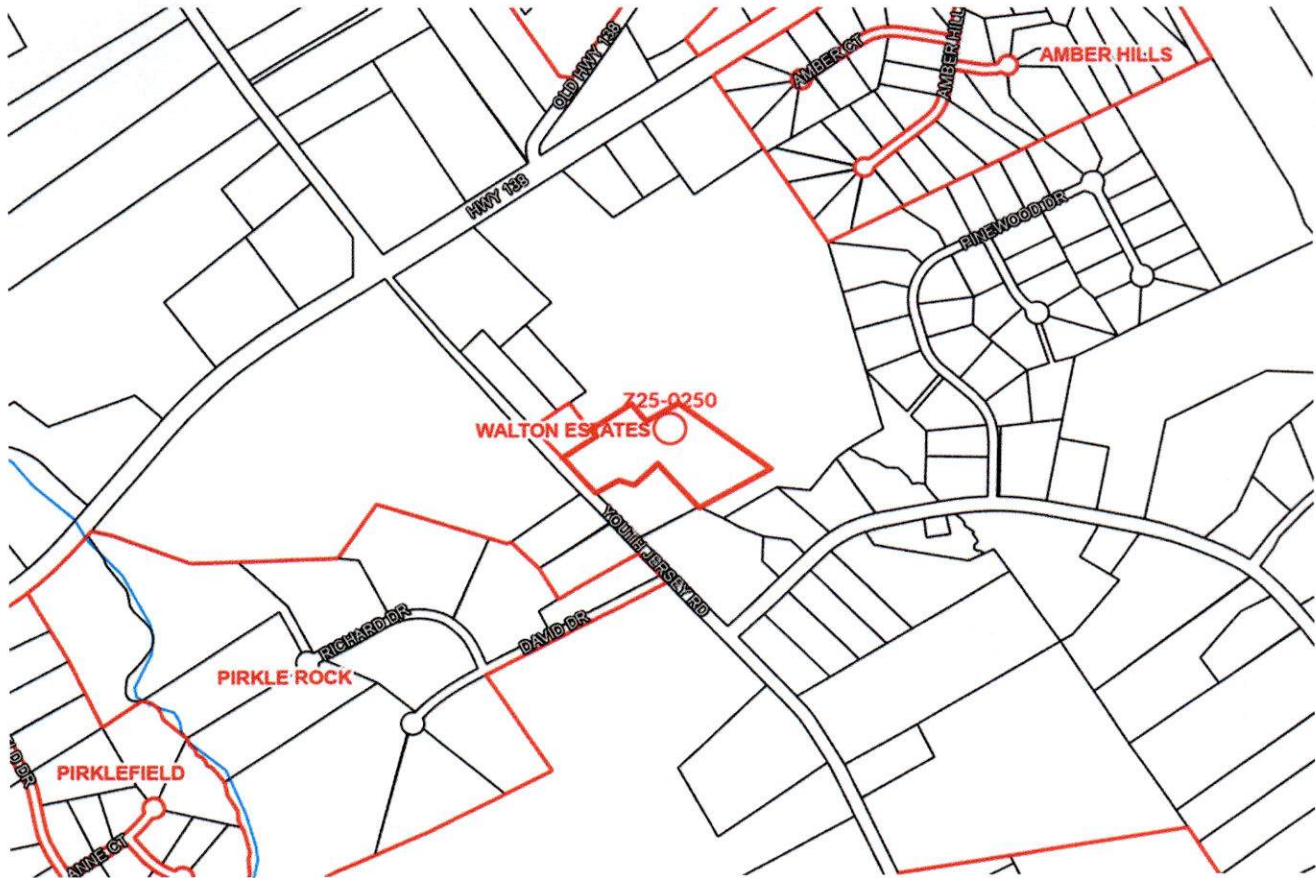 OLD HWY 138
AMBER CT
AMBER HILL
AMBER HILLS
HWY 138
PINEWOOD DR
Z25-0250
WALTON ESTATES
YOUTH JERSEY RD
RICHARD DR
DAVID DR
PIRKLE ROCK
D DR
PIRKLEFIELD
ANNE CT